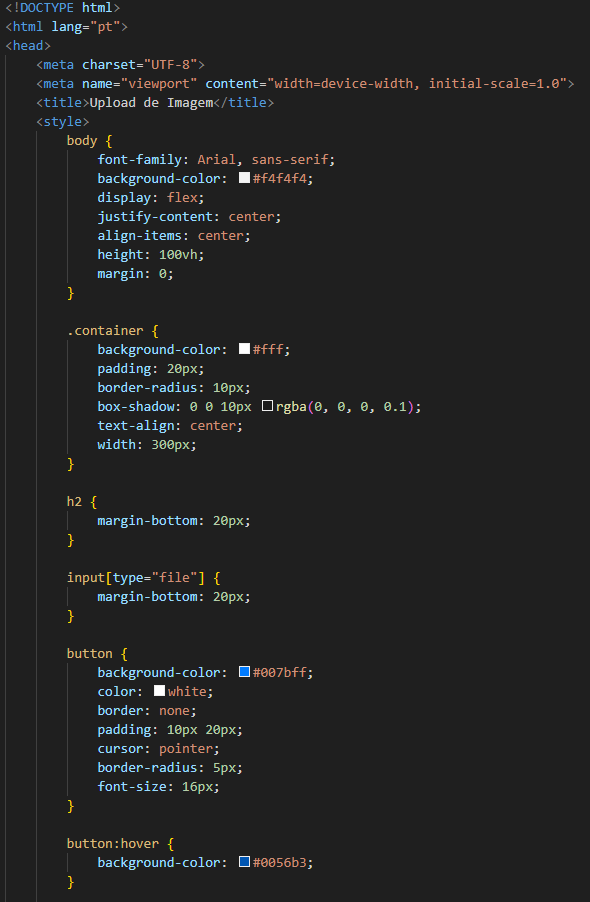 <!DOCTYPE html>
<html lang="pt">
<head>
    <meta charset="UTF-8">
    <meta name="viewport" content="width=device-width, initial-scale=1.0">
    <title>Upload de Imagem</title>
    <style>
        body {
            font-family: Arial, sans-serif;
            background-color: #f4f4f4;
            display: flex;
            justify-content: center;
            align-items: center;
            height: 100vh;
            margin: 0;
        }

        .container {
            background-color: #fff;
            padding: 20px;
            border-radius: 10px;
            box-shadow: 0 0 10px rgba(0, 0, 0, 0.1);
            text-align: center;
            width: 300px;
        }

        h2 {
            margin-bottom: 20px;
        }

        input[type="file"] {
            margin-bottom: 20px;
        }

        button {
            background-color: #007bff;
            color: white;
            border: none;
            padding: 10px 20px;
            cursor: pointer;
            border-radius: 5px;
            font-size: 16px;
        }

        button:hover {
            background-color: #0056b3;
        }